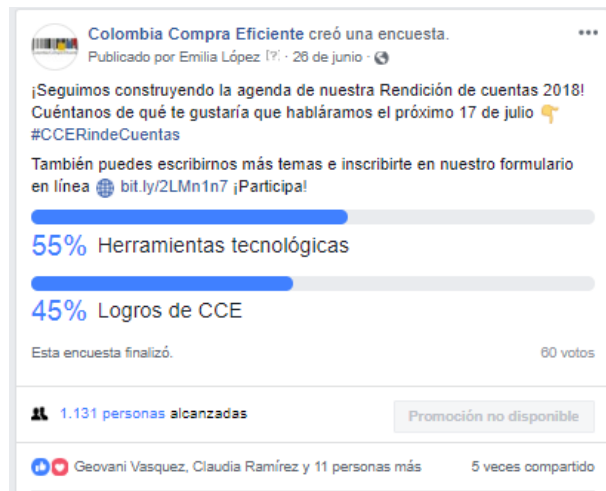 Colombia Compra Eficiente creó una encuesta.
Publicado por Emilia López [?] · 26 de junio ·
¡Seguimos construyendo la agenda de nuestra Rendición de cuentas 2018!
Cuéntanos de qué te gustaría que habláramos el próximo 17 de julio 👇
#CCERindeCuentas
También puedes escribirnos más temas e inscribirte en nuestro formulario
en línea 🌐 bit.ly/2LMn1n7 ¡Participa!
55% Herramientas tecnológicas
45% Logros de CCE
Esta encuesta finalizó. 60 votos
1.131 personas alcanzadas Promoción no disponible
Geovani Vasquez, Claudia Ramírez y 11 personas más 5 veces compartido